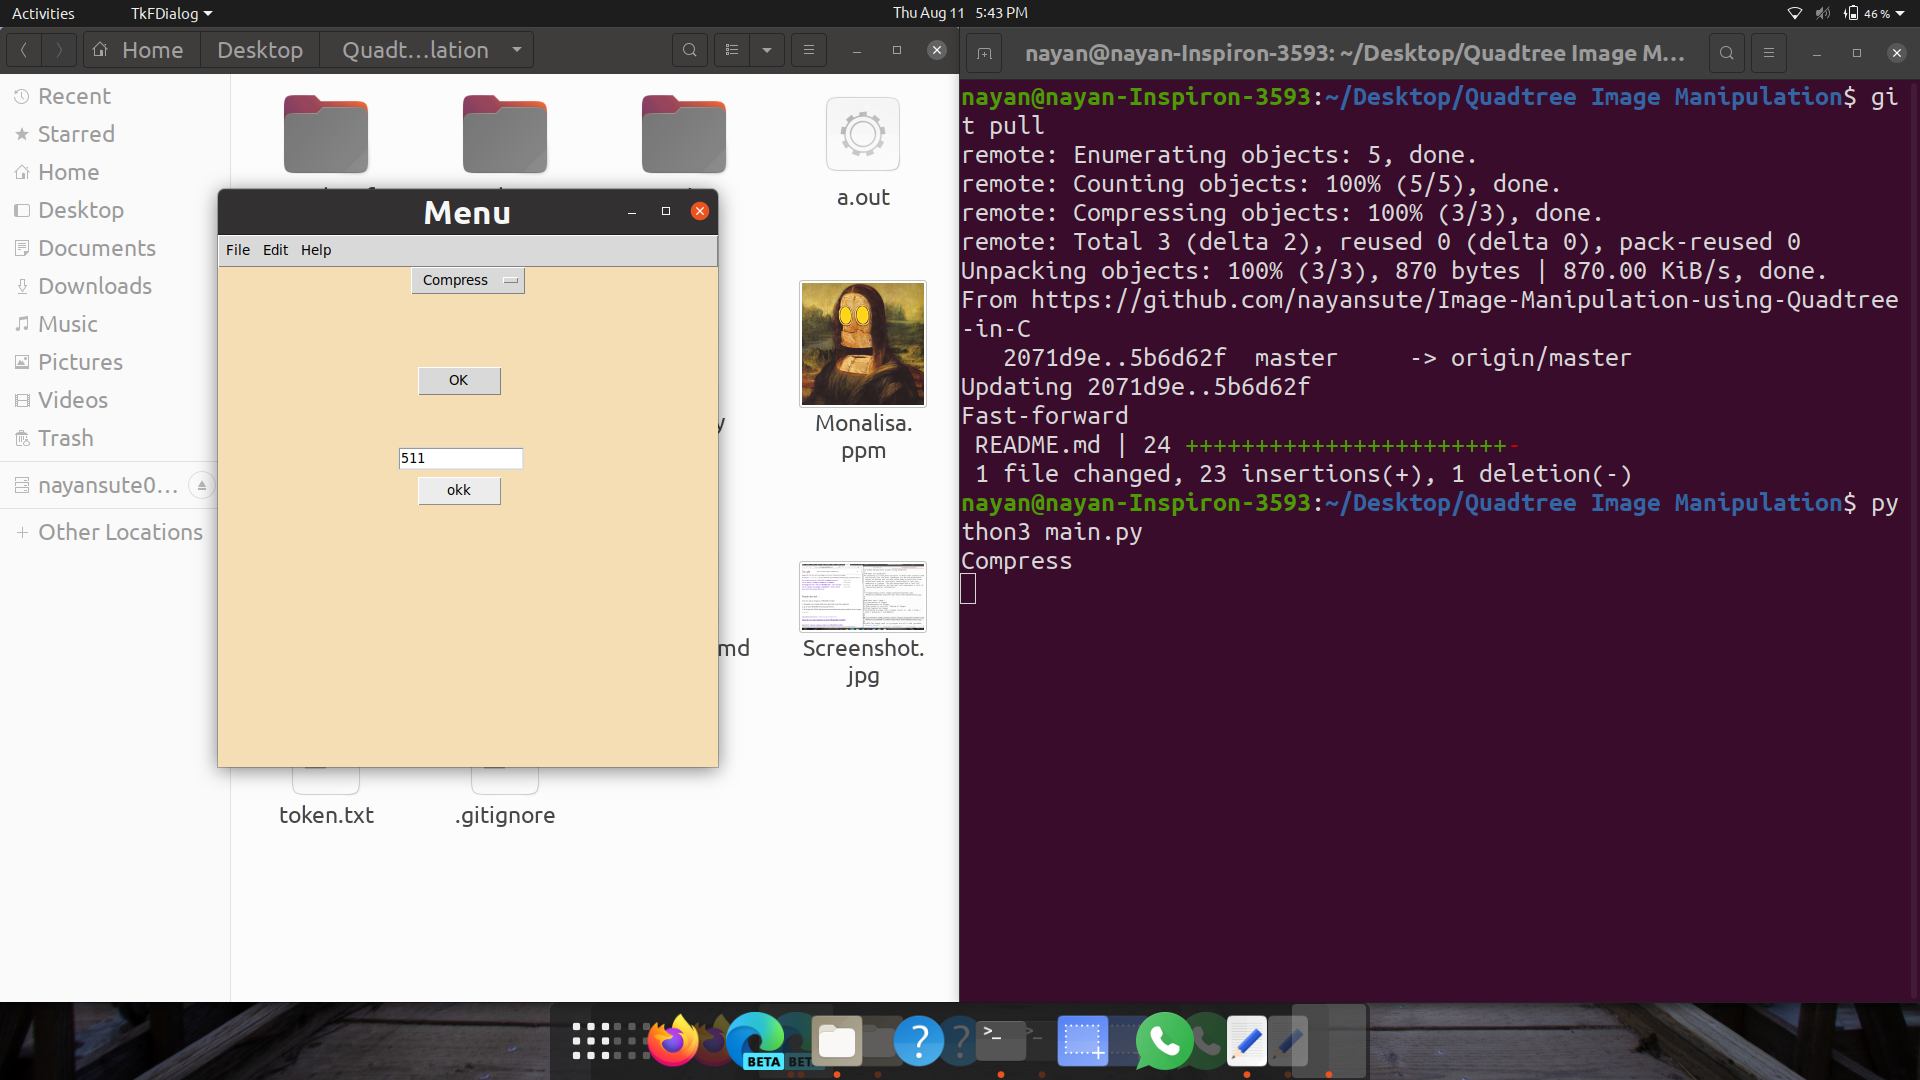 Activities
TkFDialog
Thu Aug 11 5:43 PM
46 %
Home
Desktop
Quadt...lation
nayan@nayan-Inspiron-3593: ~/Desktop/Quadtree Image M...
Recent
Starred
Home
Desktop
Documents
Downloads
Music
Pictures
Videos
Trash
nayansute0...
Other Locations
a.out
Monalisa.
ppm
y
md
Screenshot.
jpg
token.txt
.gitignore
Menu
File Edit Help
Compress
OK
511
okk
nayan@nayan-Inspiron-3593:~/Desktop/Quadtree Image Manipulation$ gi
t pull
remote: Enumerating objects: 5, done.
remote: Counting objects: 100% (5/5), done.
remote: Compressing objects: 100% (3/3), done.
remote: Total 3 (delta 2), reused 0 (delta 0), pack-reused 0
Unpacking objects: 100% (3/3), 870 bytes | 870.00 KiB/s, done.
From https://github.com/nayansute/Image-Manipulation-using-Quadtree
-in-C
   2071d9e..5b6d62f  master     -> origin/master
Updating 2071d9e..5b6d62f
Fast-forward
 README.md | 24 +++++++++++++++++++++++-
 1 file changed, 23 insertions(+), 1 deletion(-)
nayan@nayan-Inspiron-3593:~/Desktop/Quadtree Image Manipulation$ py
thon3 main.py
Compress
BETA
BET